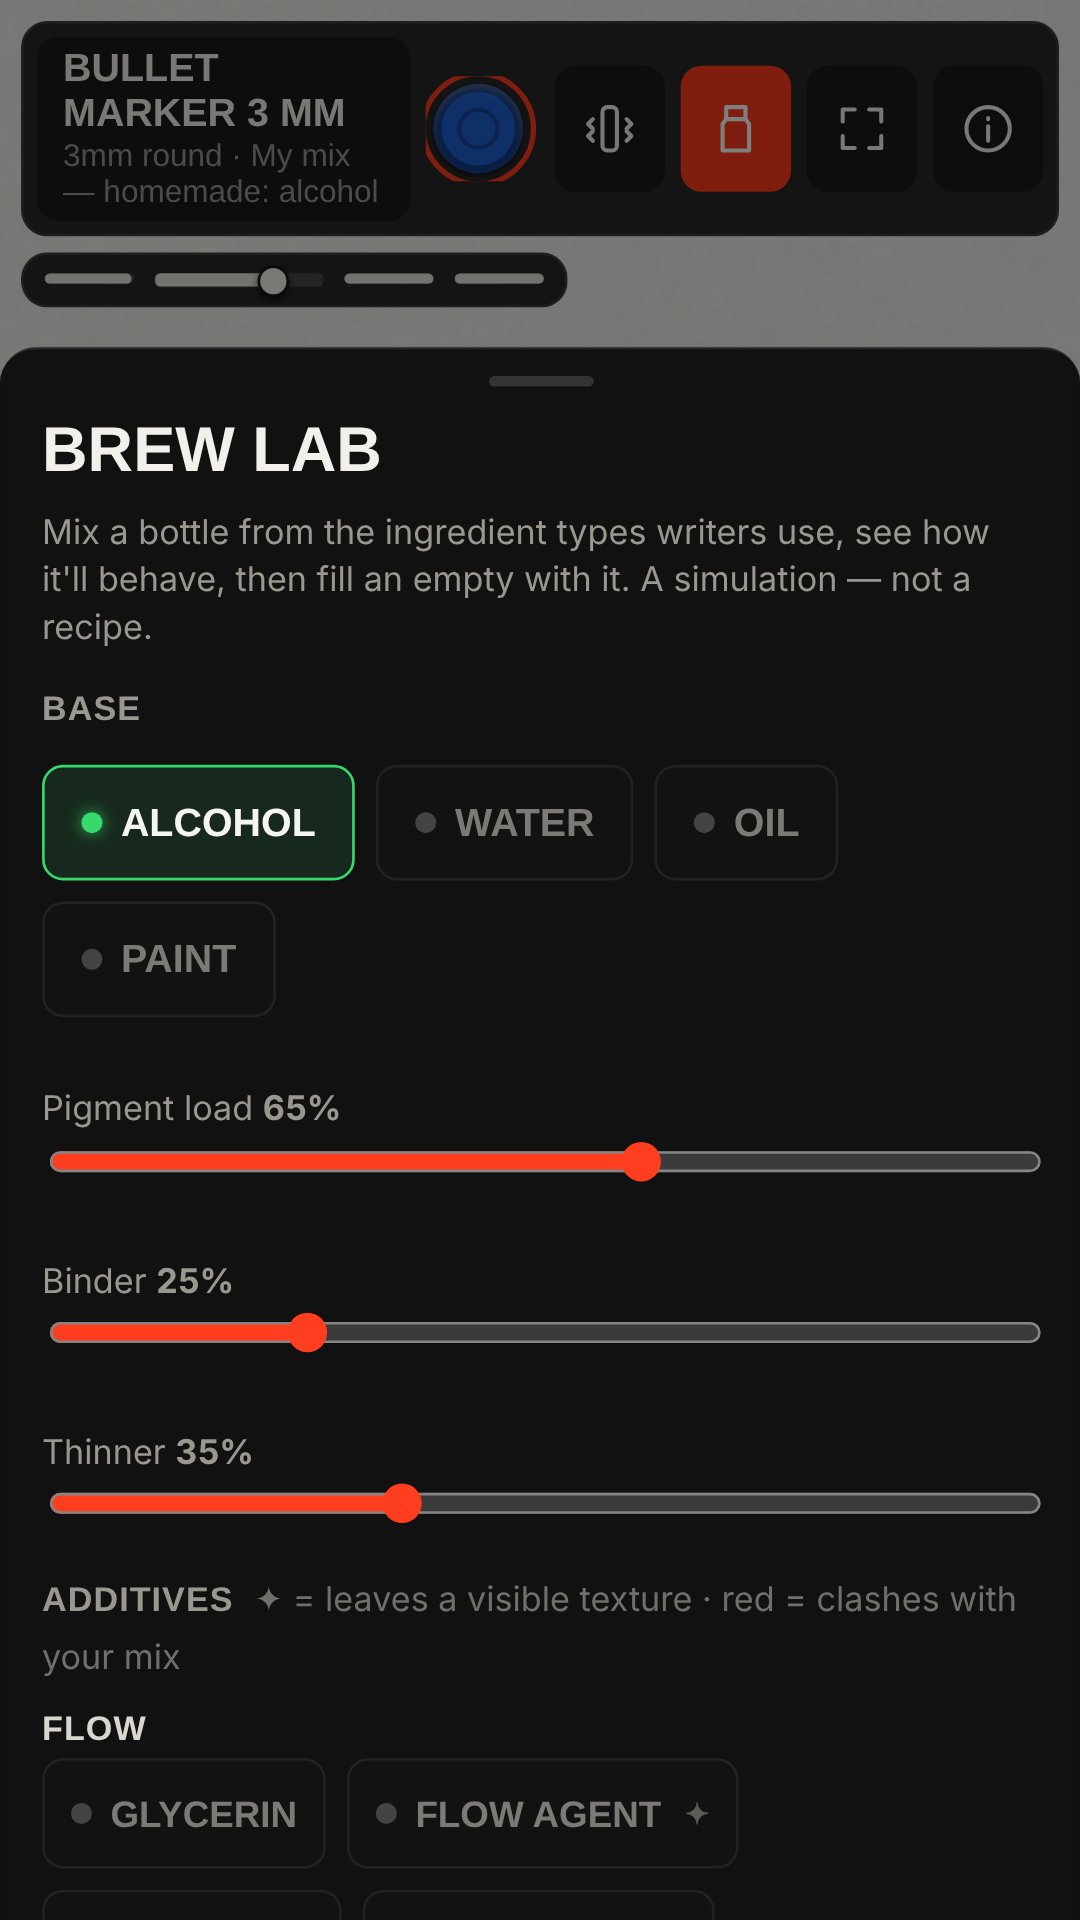 BULLET
MARKER 3 MM
3mm round · My mix
— homemade: alcohol
BREW LAB
Mix a bottle from the ingredient types writers use, see how
it'll behave, then fill an empty with it. A simulation — not a
recipe.
BASE
ALCOHOL
WATER
OIL
PAINT
Pigment load 65%
Binder 25%
Thinner 35%
ADDITIVES ✦ = leaves a visible texture · red = clashes with
your mix
FLOW
GLYCERIN
FLOW AGENT ✦